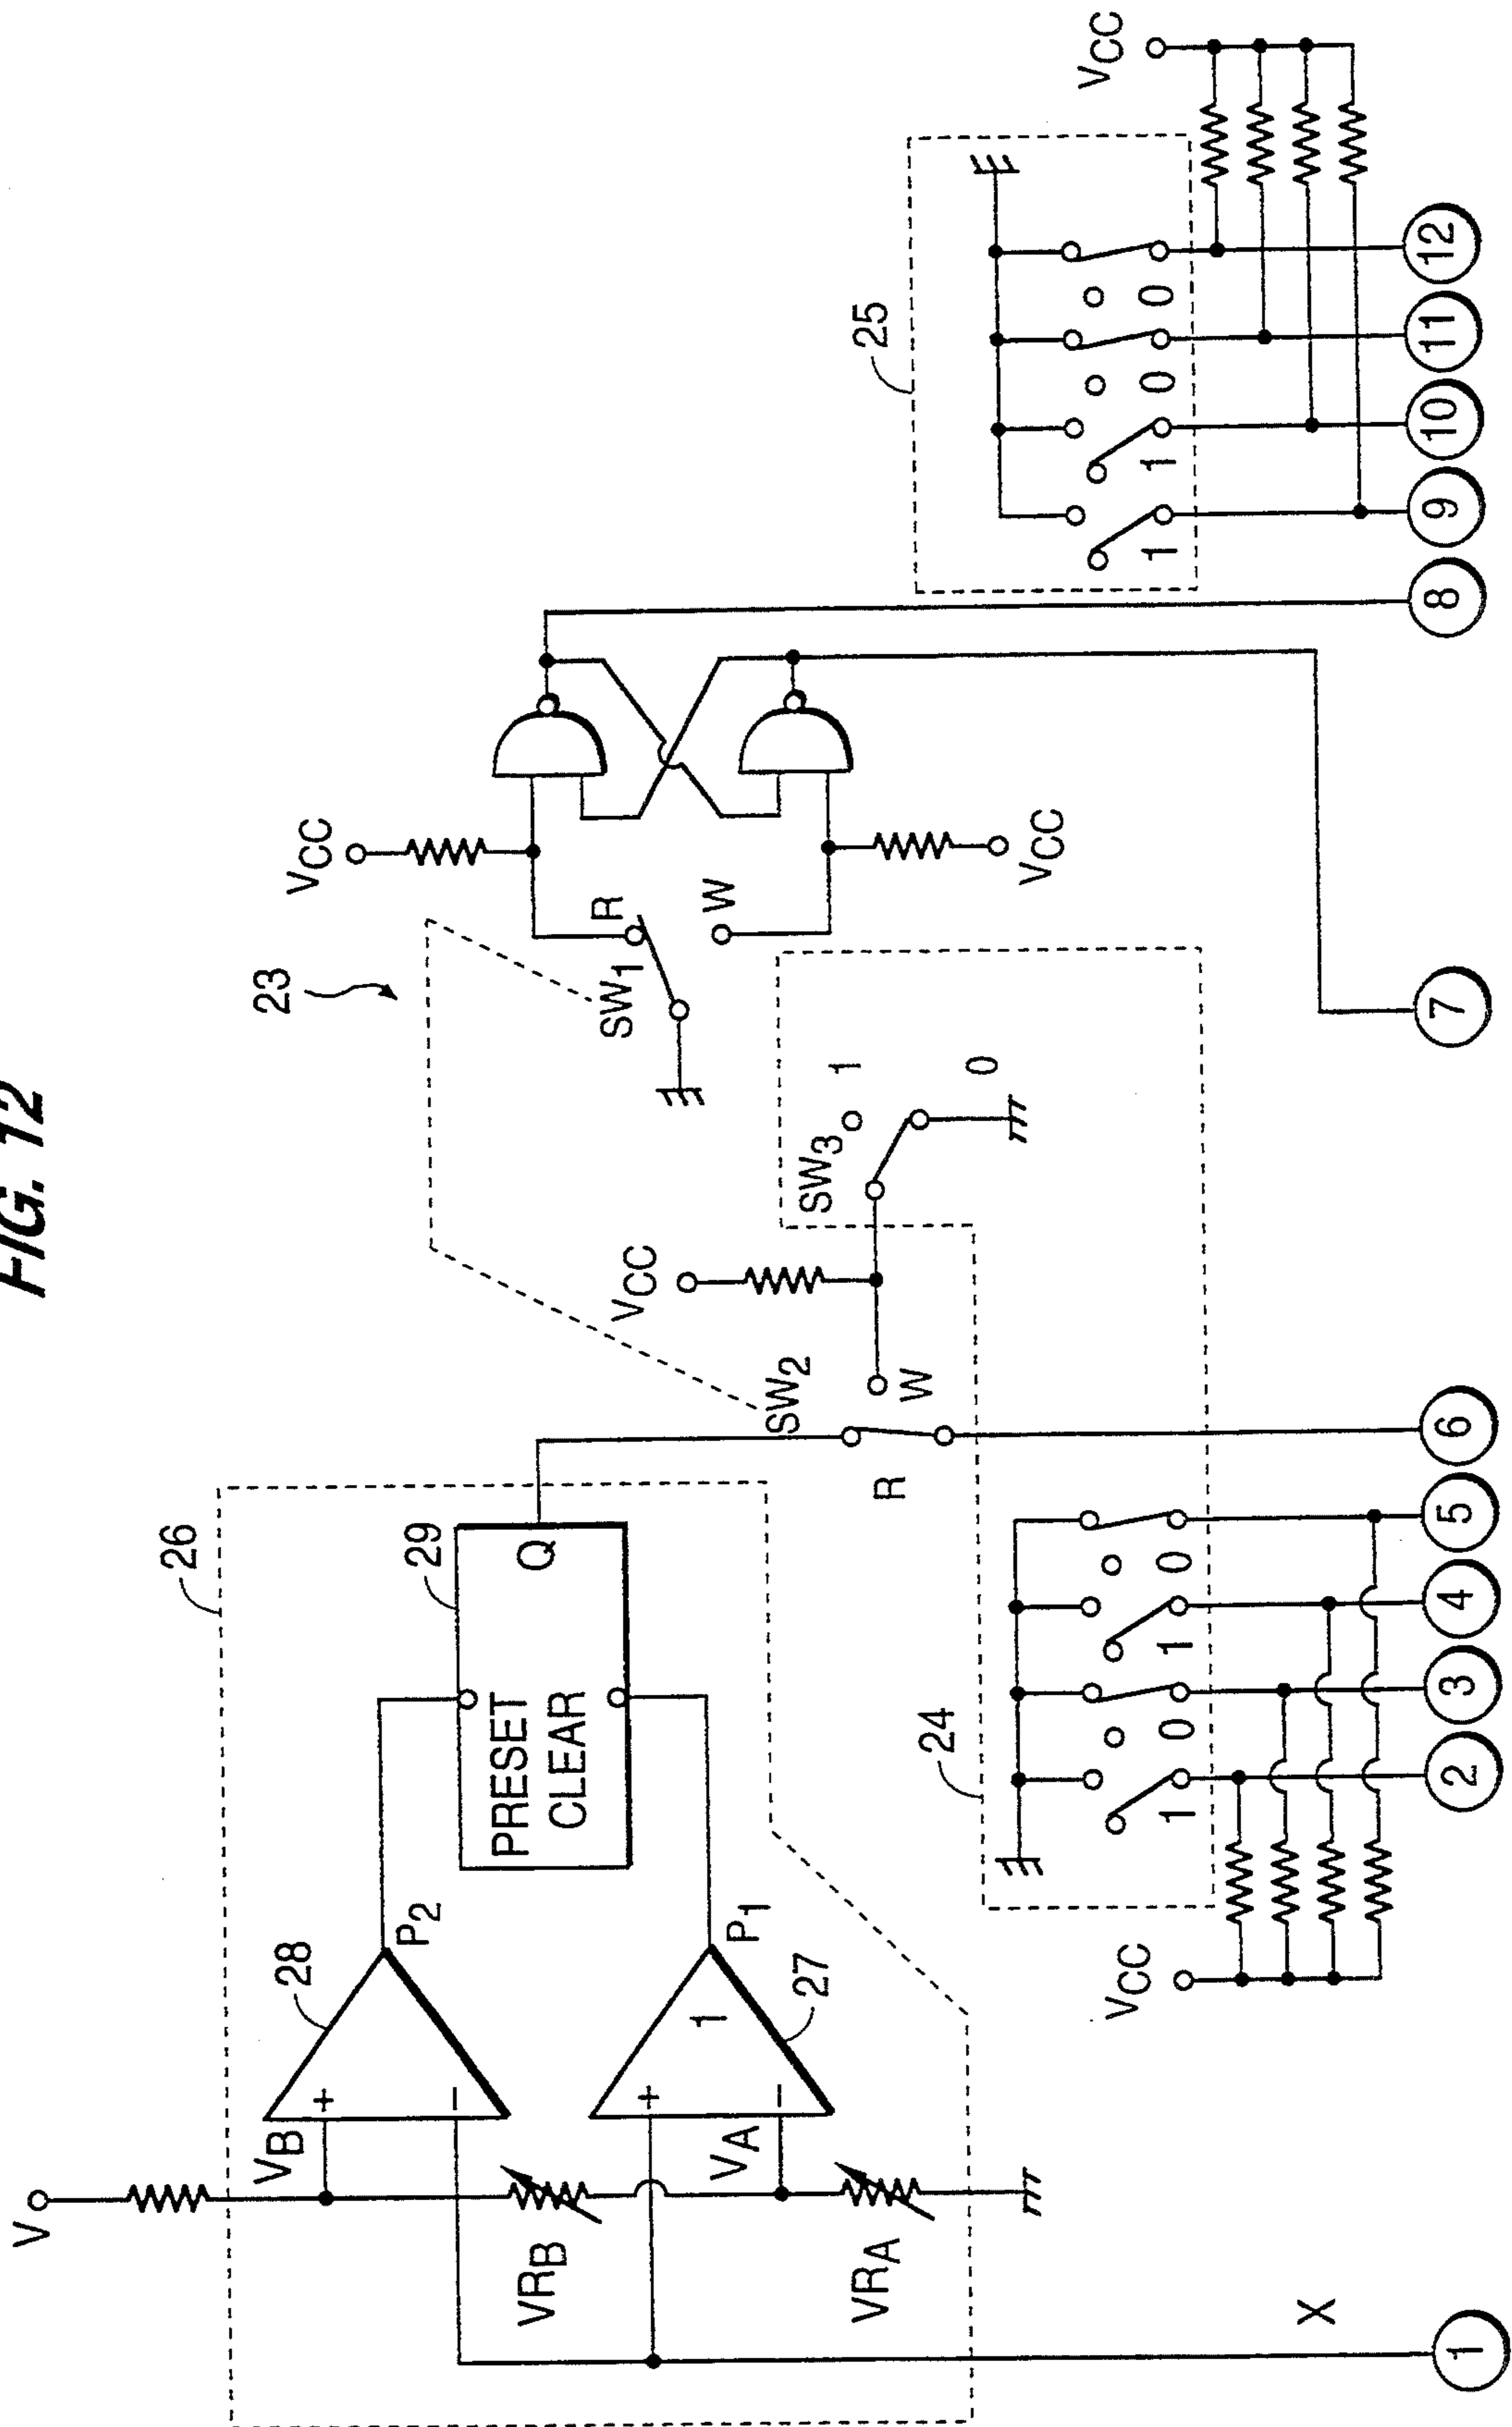 FIG. 12
V
26
28
VB
+
−
P2
29
PRESET
CLEAR
Q
VRB
VA
+
−
1
P1
27
VRA
X
23
VCC
SW1
R
W
VCC
SW2
R
W
VCC
SW3
1
0
24
1
0
1
0
VCC
25
1
1
0
0
VCC
1
2
3
4
5
6
7
8
9
10
11
12